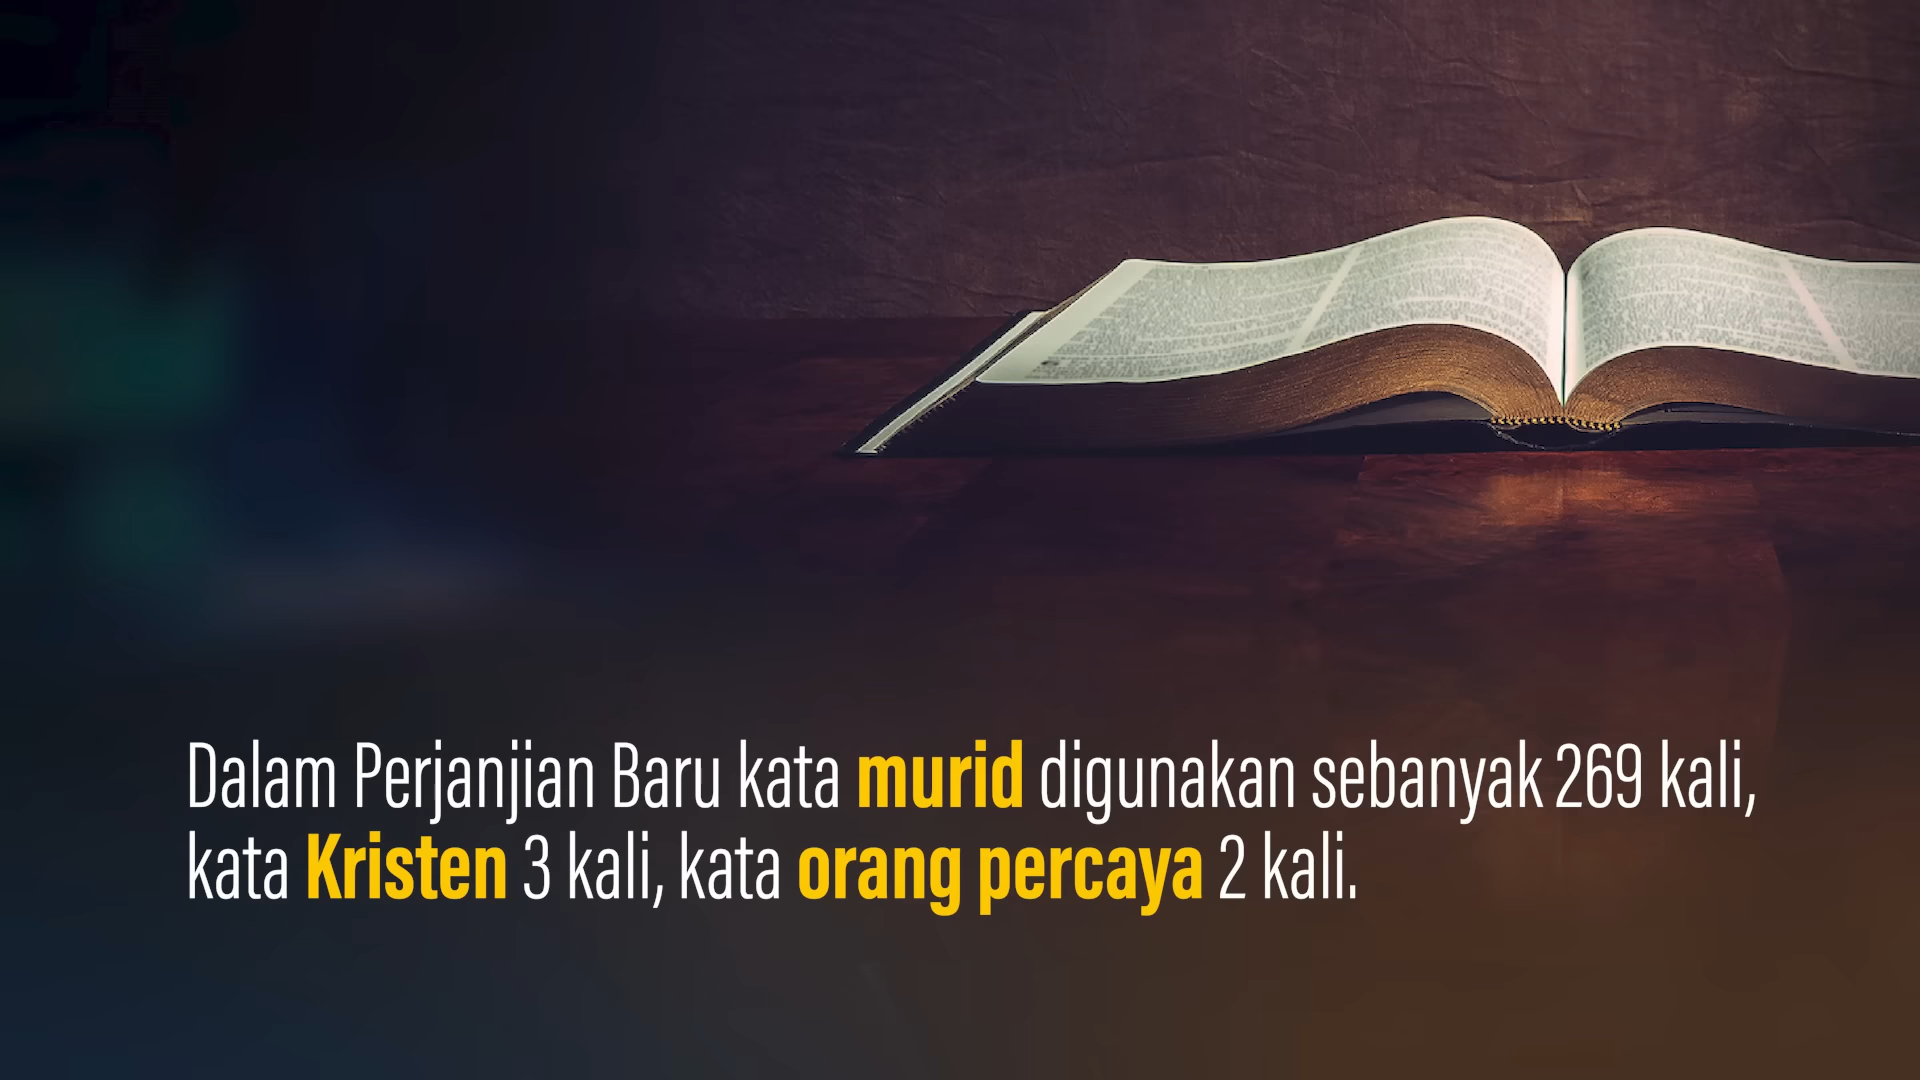 Dalam Perjanjian Baru kata murid digunakan sebanyak 269 kali,
kata Kristen 3 kali, kata orang percaya 2 kali.